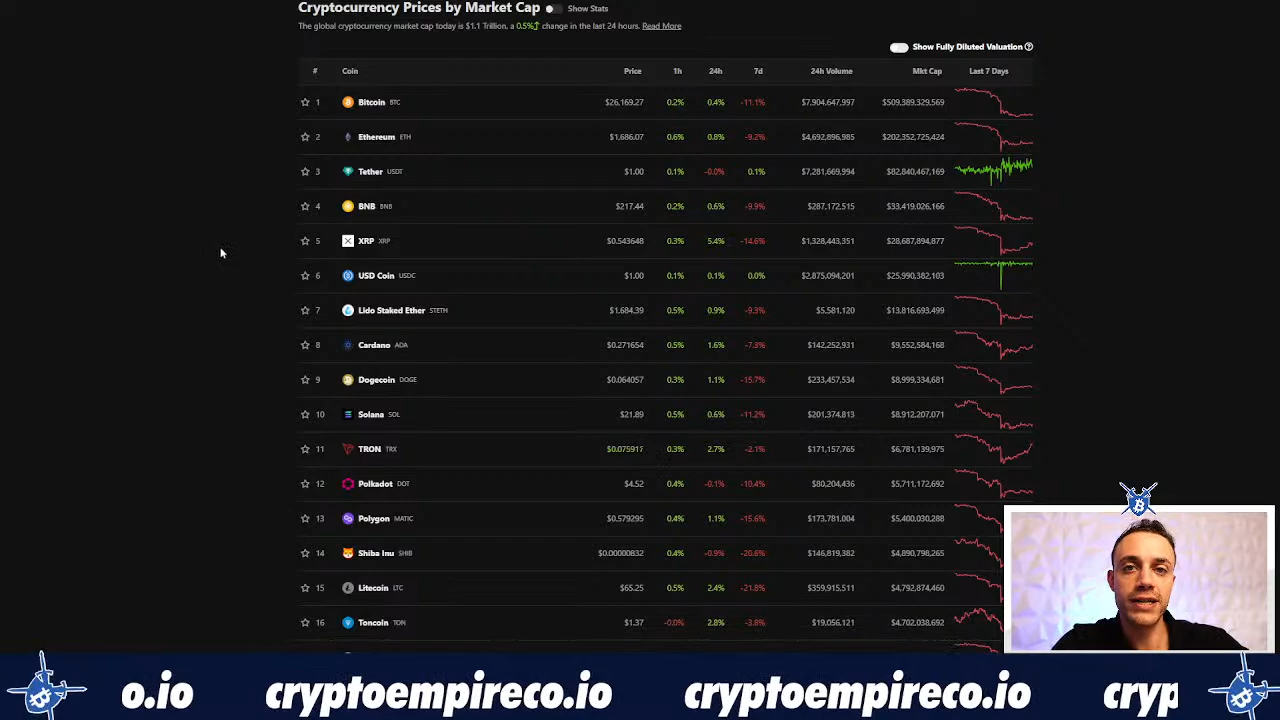 Cryptocurrency Prices by Market Cap Show Stats
The global cryptocurrency market cap today is $1.1 Trillion, a 0.5% change in the last 24 hours. Read More
Show Fully Diluted Valuation
# Coin Price 1h 24h 7d 24h Volume Mkt Cap Last 7 Days
1 Bitcoin BTC $26,169.27 0.2% 0.4% -11.1% $7,904,647,997 $509,389,329,569
2 Ethereum ETH $1,686.07 0.6% 0.8% -9.2% $4,692,896,985 $202,352,725,424
3 Tether USDT $1.00 0.1% -0.0% 0.1% $7,281,669,994 $82,840,467,169
4 BNB BNB $217.44 0.2% 0.6% -9.9% $287,172,515 $33,419,026,166
5 XRP XRP $0.543648 0.3% 5.4% -14.6% $1,328,443,351 $28,687,894,877
6 USD Coin USDC $1.00 0.1% 0.1% 0.0% $2,875,094,201 $25,990,382,103
7 Lido Staked Ether STETH $1,684.39 0.5% 0.9% -9.3% $5,581,120 $13,816,693,499
8 Cardano ADA $0.271654 0.5% 1.6% -7.3% $142,252,931 $9,552,584,168
9 Dogecoin DOGE $0.064057 0.3% 1.1% -15.7% $233,457,534 $8,999,334,681
10 Solana SOL $21.89 0.5% 0.6% -11.2% $201,374,813 $8,912,207,071
11 TRON TRX $0.075917 0.3% 2.7% -2.1% $171,157,765 $6,781,139,975
12 Polkadot DOT $4.52 0.4% -0.1% -10.4% $80,204,436 $5,711,172,692
13 Polygon MATIC $0.579295 0.4% 1.1% -15.6% $173,781,004 $5,400,030,288
14 Shiba Inu SHIB $0.00000832 0.4% -0.9% -20.6% $146,819,382 $4,890,798,265
15 Litecoin LTC $65.25 0.5% 2.4% -21.8% $359,915,511 $4,792,874,460
16 Toncoin TON $1.37 -0.0% 2.8% -3.8% $19,056,121 $4,702,038,692
o.io cryptoempireco.io cryptoempireco.io cryp